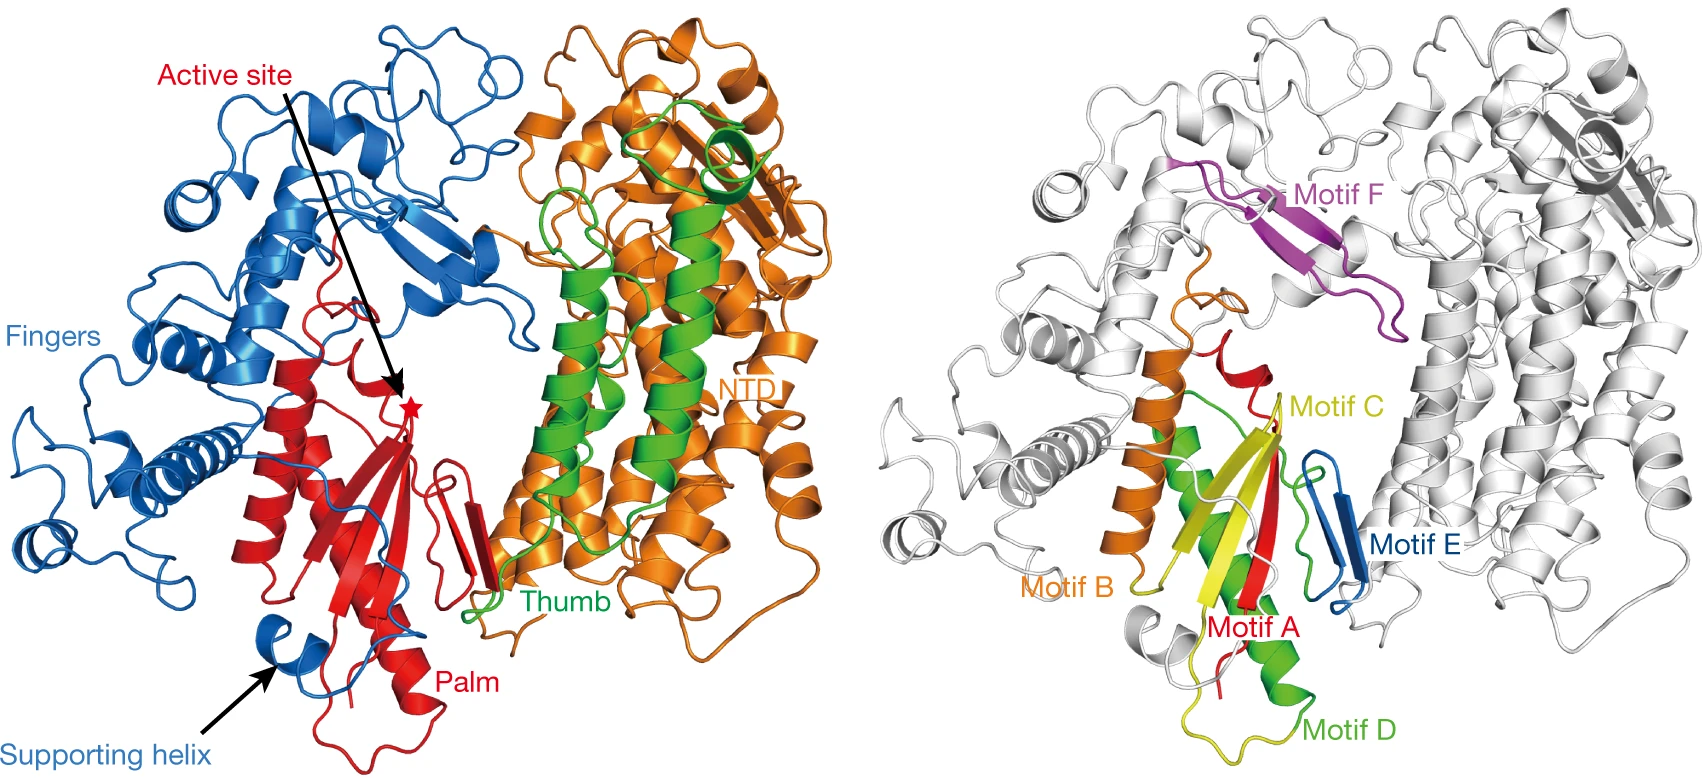 Active site
Fingers
NTD
Thumb
Palm
Supporting helix
Motif F
Motif C
Motif E
Motif B
Motif A
Motif D